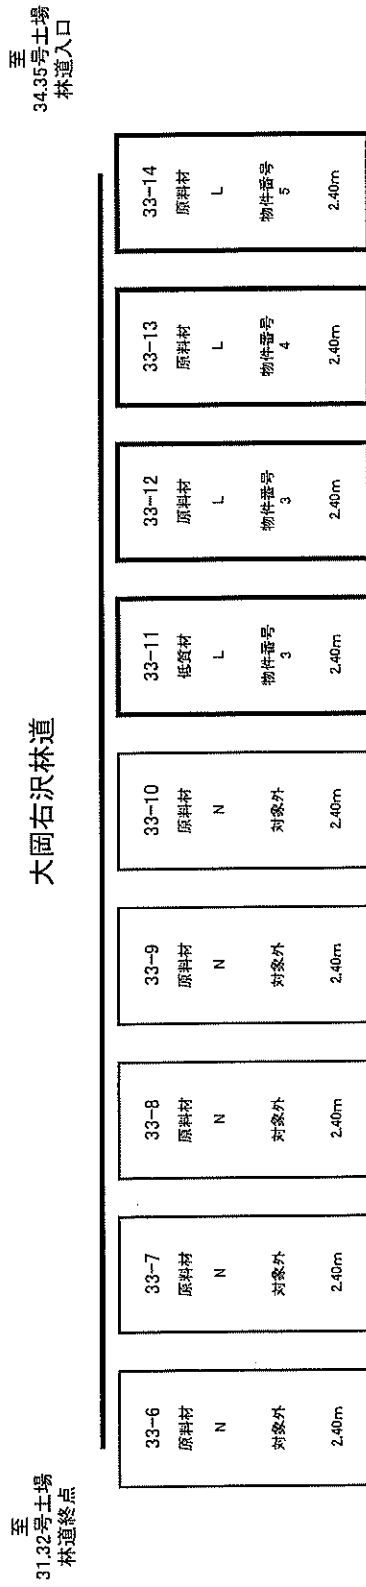 至
31.32号土場
林道終点
大岡右沢林道
至
34.35号土場
林道入口
33-6
原料材
N
対象外
2.40m
33-7
原料材
N
対象外
2.40m
33-8
原料材
N
対象外
2.40m
33-9
原料材
N
対象外
2.40m
33-10
原料材
N
対象外
2.40m
33-11
低質材
L
物件番号
3
2.40m
33-12
原料材
L
物件番号
3
2.40m
33-13
原料材
L
物件番号
4
2.40m
33-14
原料材
L
物件番号
5
2.40m